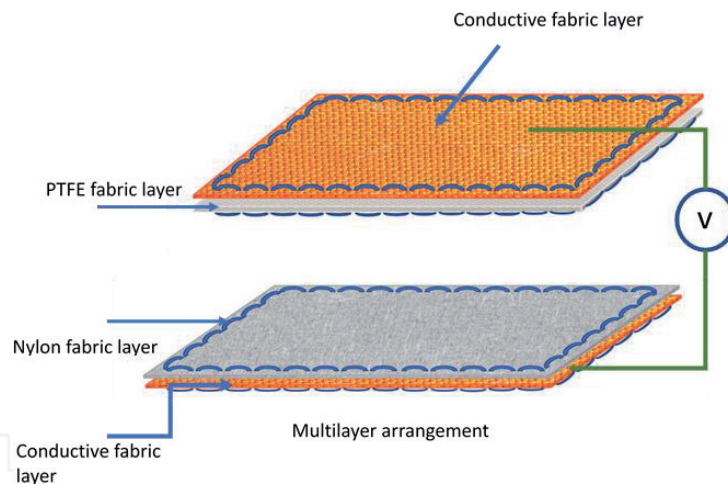 Conductive fabric layer
PTFE fabric layer
V
Nylon fabric layer
Multilayer arrangement
Conductive fabric
layer